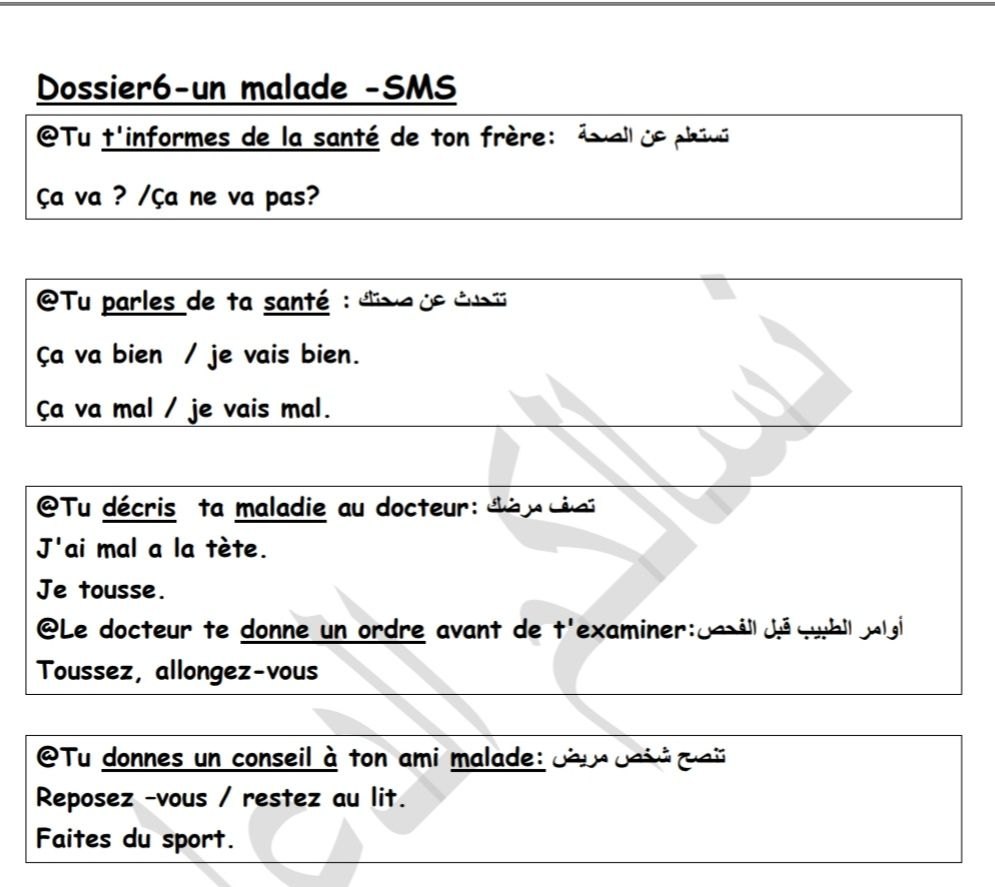 Dossier6-un malade -SMS
@Tu t'informes de la santé de ton frère: تستعلم عن الصحة
Ça va ? /Ça ne va pas?
@Tu parles de ta santé : تتحدث عن صحتك
Ça va bien / je vais bien.
Ça va mal / je vais mal.
@Tu décris ta maladie au docteur: تصف مرضك
J'ai mal a la tète.
Je tousse.
@Le docteur te donne un ordre avant de t'examiner:أوامر الطبيب قبل الفحص
Toussez, allongez-vous
@Tu donnes un conseil à ton ami malade: تنصح شخص مريض
Reposez -vous / restez au lit.
Faites du sport.